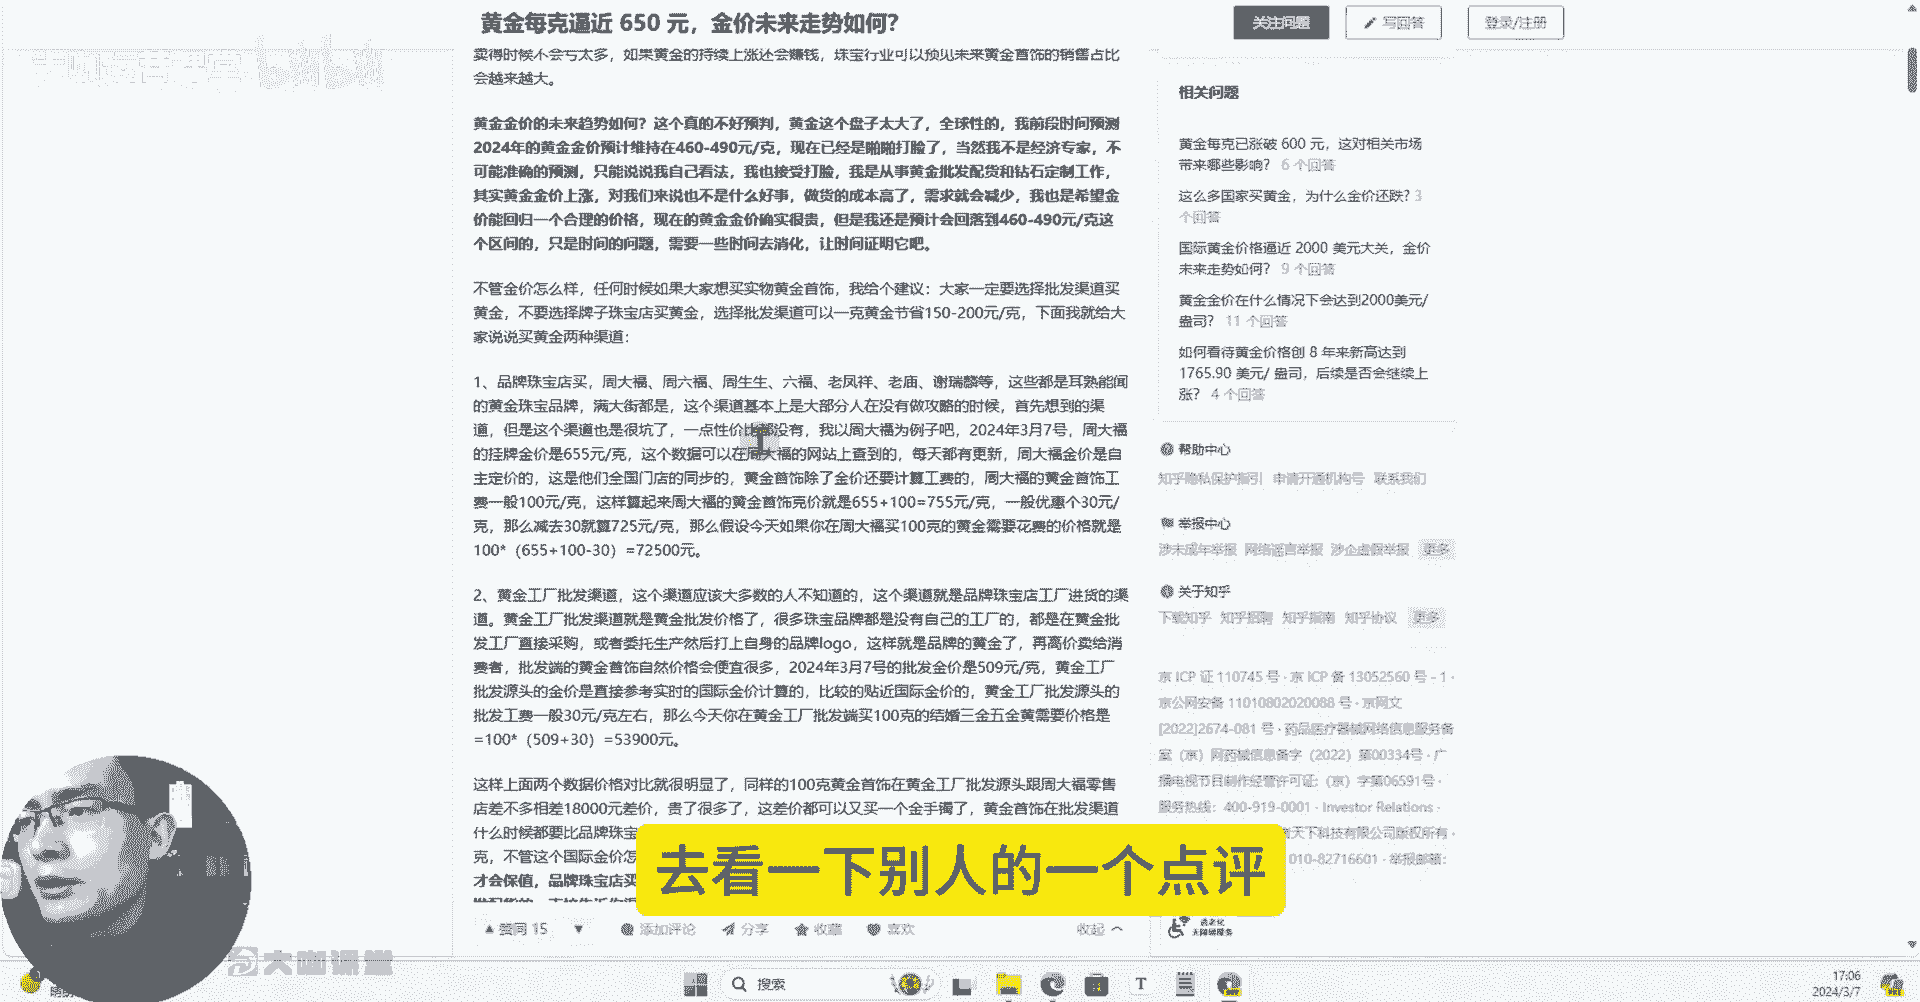 黄金每克逼近 650 元，金价未来走势如何？
关注问题
写回答
登录/注册
卖得时候不会亏太多，如果黄金的持续上涨还会赚钱，珠宝行业可以预见未来黄金首饰的销售占比
会越来越大。
黄金金价的未来趋势如何？这个真的不好预判，黄金这个盘子太大了，全球性的，我前段时间预测
2024年的黄金金价预计维持在460-490元/克，现在已经是啪啪打脸了，当然我不是经济专家，不
可能准确的预测，只能说说我自己看法，我也接受打脸，我是从事黄金批发配货和钻石定制工作，
其实黄金金价上涨，对我们来说也不是什么好事，做货的成本高了，需求就会减少，我也是希望金
价能回归一个合理的价格，现在的黄金金价确实很贵，但是我还是预计会回落到460-490元/克这
个区间的，只是时间的问题，需要一些时间去消化，让时间证明它吧。
不管金价怎么样，任何时候如果大家想买实物黄金首饰，我给个建议：大家一定要选择批发渠道买
黄金，不要选择牌子珠宝店买黄金，选择批发渠道可以一克黄金节省150-200元/克，下面我就给大
家说说买黄金两种渠道：
1、品牌珠宝店买，周大福、周六福、周生生、六福、老凤祥、老庙、谢瑞麟等，这些都是耳熟能闻
的黄金珠宝品牌，满大街都是，这个渠道基本上是大部分人在没有做攻略的时候，首先想到的渠
道，但是这个渠道也是很坑了，一点性价比都没有，我以周大福为例子吧，2024年3月7号，周大福
的挂牌金价是655元/克，这个数据可以在周大福的网站上查到的，每天都有更新，周大福金价是自
主定价的，这是他们全国门店的同步的，黄金首饰除了金价还要计算工费的，周大福的黄金首饰工
费一般100元/克，这样算起来周大福的黄金首饰克价就是655+100=755元/克，一般优惠个30元/
克，那么减去30就算725元/克，那么假设今天如果你在周大福买100克的黄金需要花费的价格就是
100*（655+100-30）=72500元。
2、黄金工厂批发渠道，这个渠道应该大多数的人不知道的，这个渠道就是品牌珠宝店工厂进货的渠
道。黄金工厂批发渠道就是黄金批发价格了，很多珠宝品牌都是没有自己的工厂的，都是在黄金批
发工厂直接采购，或者委托生产然后打上自身的品牌logo，这样就是品牌的黄金了，再高价卖给消
费者，批发端的黄金首饰自然价格会便宜很多，2024年3月7号的批发金价是509元/克，黄金工厂
批发源头的金价是直接参考实时的国际金价计算的，比较的贴近国际金价的，黄金工厂批发源头的
批发工费一般30元/克左右，那么今天你在黄金工厂批发端买100克的结婚三金五金黄需要价格是
=100*（509+30）=53900元。
这样上面两个数据价格对比就很明显了，同样的100克黄金首饰在黄金工厂批发源头跟周大福零售
店差不多相差18000元差价，贵了很多了，这差价都可以又买一个金手镯了，黄金首饰在批发渠道
什么时候都要比品牌珠宝
克，不管这个国际金价怎
才会保值，品牌珠宝店买
赞同 15
添加评论
分享
收藏
喜欢
收起
相关问题
黄金每克已涨破 600 元，这对相关市场
带来哪些影响？ 6 个回答
这么多国家买黄金，为什么金价还跌？3
个回答
国际黄金价格逼近 2000 美元大关，金价
未来走势如何？ 9 个回答
黄金金价在什么情况下会达到2000美元/
盎司？ 11 个回答
如何看待黄金价格创 8 年来新高达到
1765.90 美元/ 盎司，后续是否会继续上
涨？ 4 个回答
帮助中心
知乎隐私保护指引 申请开通机构号 联系我们
举报中心
涉未成年举报 网络谣言举报 涉企虚假举报 更多
关于知乎
下载知乎 知乎招聘 知乎指南 知乎协议 更多
京 ICP 证 110745 号 · 京 ICP 备 13052560 号 - 1 ·
京公网安备 11010802020088 号 · 京网文
[2022]2674-081 号 · 药品医疗器械网络信息服务备
案（京）网药械信息备字（2022）第00334号 · 广
播电视节目制作经营许可证:（京）字第06591号 ·
服务热线：400-919-0001 · Investor Relations ·
天下科技有限公司版权所有 ·
010-82716601 · 举报邮箱：
适老化
无障碍服务
去看一下别人的一个点评
大咖课堂
搜索
17:06
2024/3/7